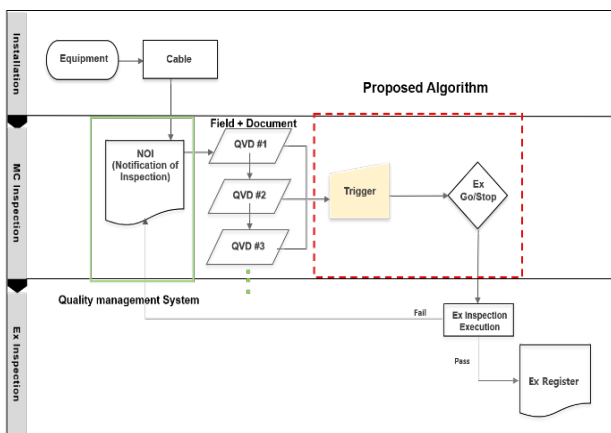 Installation
Equipment
Cable
Proposed Algorithm
MC Inspection
Field + Document
NOI
(Notification of
Inspection)
QVD #1
QVD #2
QVD #3
Trigger
Ex
Go/Stop
Quality management System
Ex Inspection
Fail
Ex Inspection
Execution
Pass
Ex Register